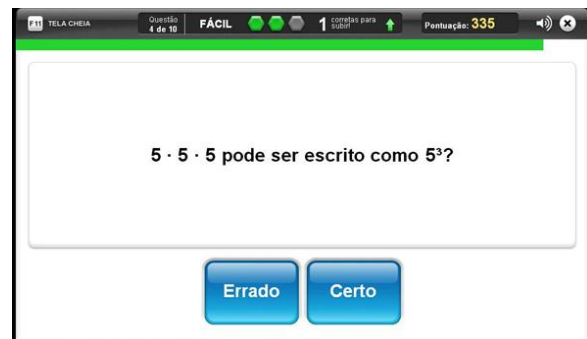 F11 TELA CHEIA
Questão
4 de 10
FÁCIL
1 corretas para
subir!
Pontuação: 335
5 · 5 · 5 pode ser escrito como 5³?
Errado
Certo